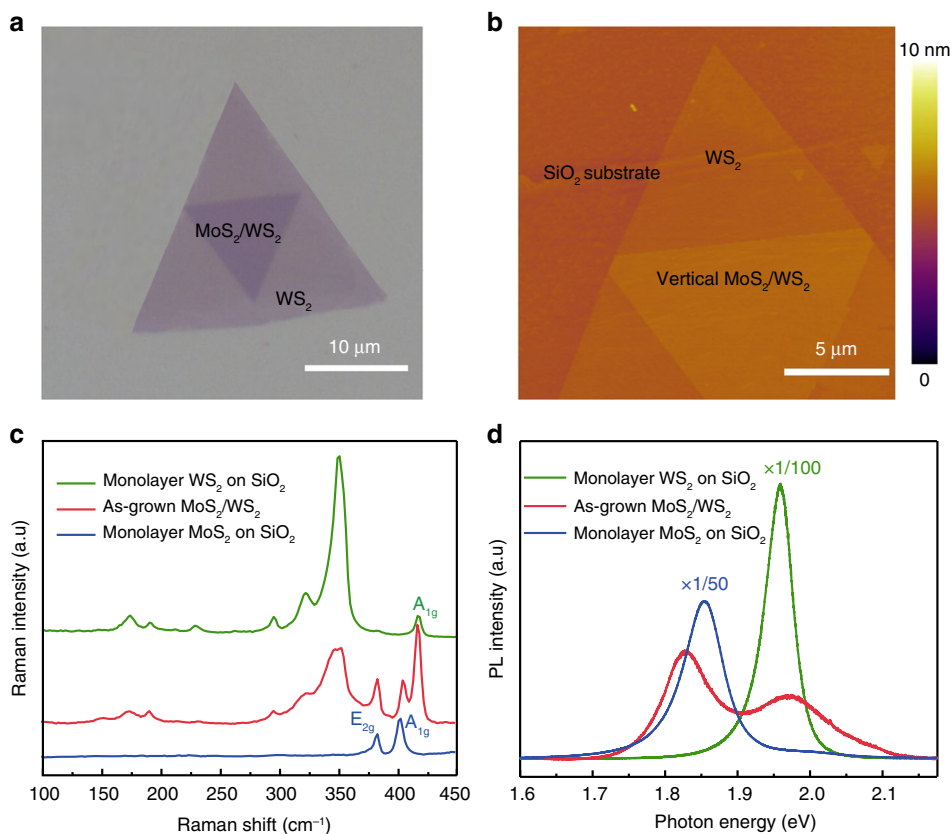 a
MoS₂/WS₂
WS₂
10 μm
b
10 nm
WS₂
SiO₂ substrate
Vertical MoS₂/WS₂
5 μm
0
c
Monolayer WS₂ on SiO₂
As-grown MoS₂/WS₂
Monolayer MoS₂ on SiO₂
A₁g
E₂g
A₁g
Raman intensity (a.u)
100 150 200 250 300 350 400 450
Raman shift (cm⁻¹)
d
×1/100
Monolayer WS₂ on SiO₂
As-grown MoS₂/WS₂
Monolayer MoS₂ on SiO₂
×1/50
PL intensity (a.u)
1.6 1.7 1.8 1.9 2.0 2.1
Photon energy (eV)